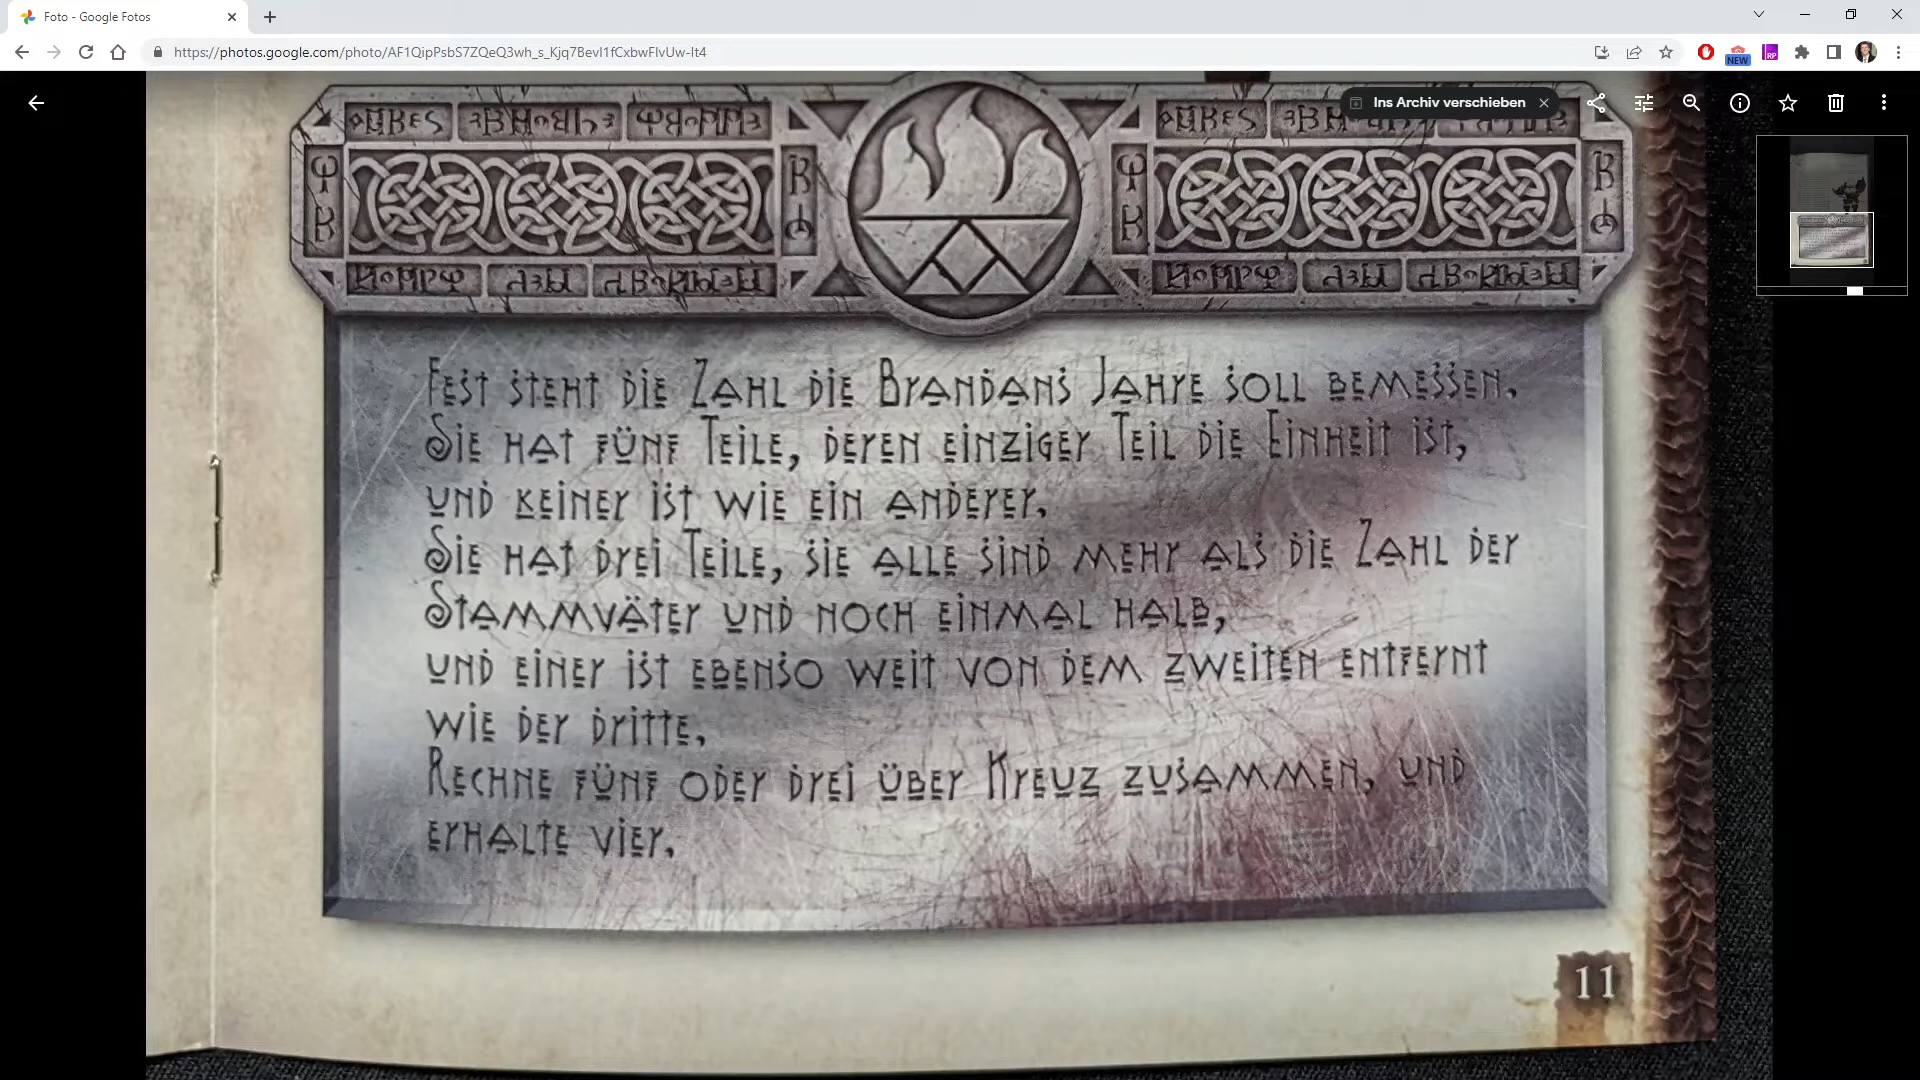 Foto - Google Fotos
https://photos.google.com/photo/AF1QipPsbS7ZQeQ3wh_s_Kjq7BevI1fCxbwFIvUw-It4
NEW
RP
Ins Archiv verschieben
Fest steht die Zahl die Brandans Jahre soll bemessen.
Sie hat fünf Teile, deren einziger Teil die Einheit ist,
und keiner ist wie ein anderer.
Sie hat drei Teile, sie alle sind mehr als die Zahl der
Stammväter und noch einmal halb,
und einer ist ebenso weit von dem zweiten entfernt
wie der dritte.
Rechne fünf oder drei über Kreuz zusammen, und
erhalte vier.
11